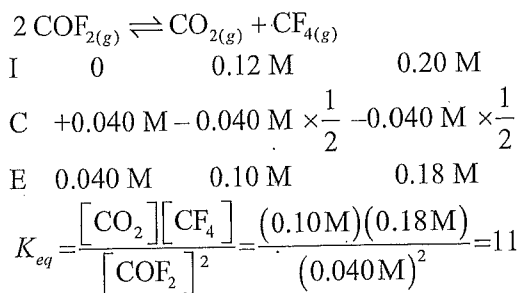 2 COF₂₍g₎ ⇌ CO₂₍g₎ + CF₄₍g₎
I 0 0.12 M 0.20 M
C +0.040 M − 0.040 M × 1/2 −0.040 M × 1/2
E 0.040 M 0.10 M 0.18 M
K_eq = [CO₂][CF₄] / [COF₂]² = (0.10M)(0.18M) / (0.040M)² = 11